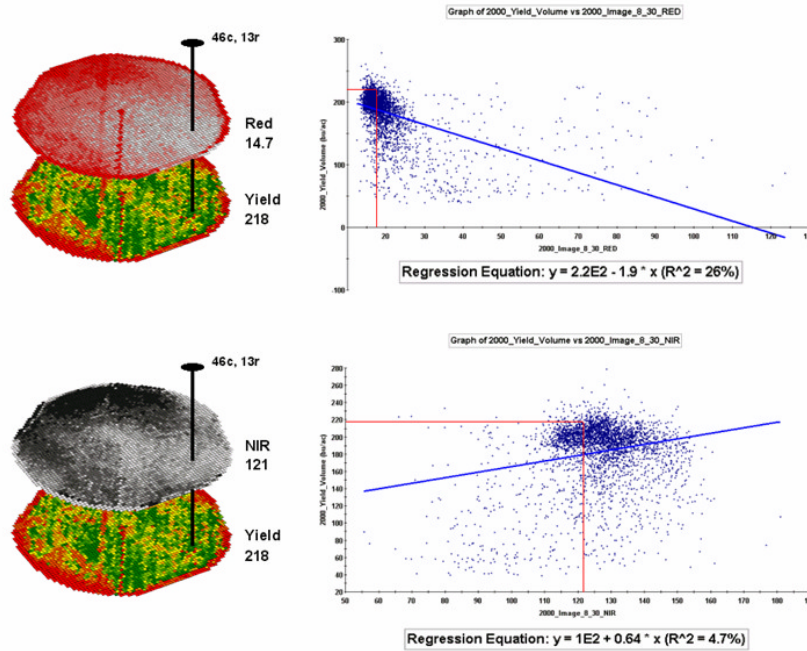 46c, 13r
Red
14.7
Yield
218
Graph of 2000_Yield_Volume vs 2000_Image_8_30_RED
300
200
100
0
-100
2000_Yield_Volume (bu/ac)
20 30 40 50 60 70 80 90 100 110 120
2000_Image_8_30_RED
Regression Equation: y = 2.2E2 - 1.9 * x (R^2 = 26%)
46c, 13r
NIR
121
Yield
218
Graph of 2000_Yield_Volume vs 2000_Image_8_30_NIR
280
260
240
220
200
180
160
140
120
100
80
60
40
20
2000_Yield_Volume (bu/ac)
50 60 70 80 90 100 110 120 130 140 150 160 170 180
2000_Image_8_30_NIR
Regression Equation: y = 1E2 + 0.64 * x (R^2 = 4.7%)